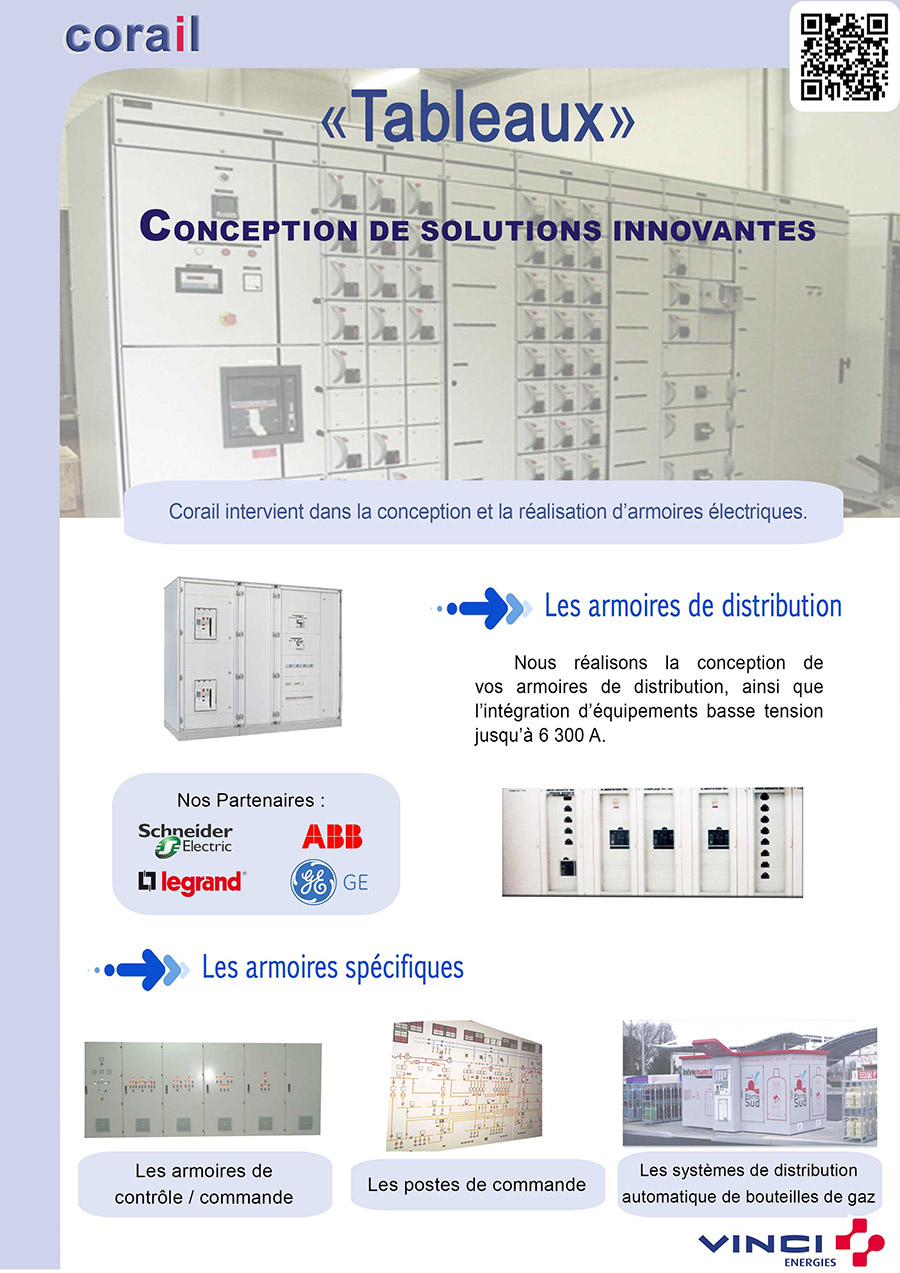 corail
«Tableaux»
CONCEPTION DE SOLUTIONS INNOVANTES
Corail intervient dans la conception et la réalisation d’armoires électriques.
Les armoires de distribution
Nous réalisons la conception de
vos armoires de distribution, ainsi que
l’intégration d’équipements basse tension
jusqu’à 6 300 A.
Nos Partenaires :
Schneider
Electric
ABB
legrand
GE GE
Les armoires spécifiques
Les armoires de
contrôle / commande
Les postes de commande
Les systèmes de distribution
automatique de bouteilles de gaz
VINCI
ENERGIES